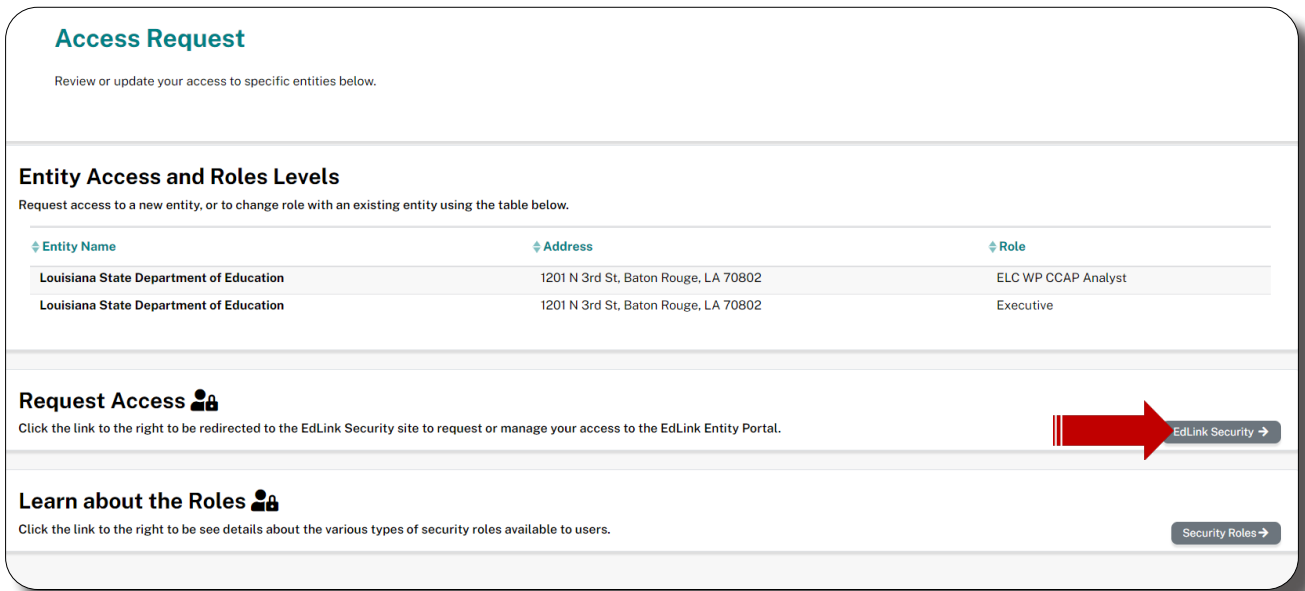 Access Request
Review or update your access to specific entities below.
Entity Access and Roles Levels
Request access to a new entity, or to change role with an existing entity using the table below.
Entity Name Address Role
Louisiana State Department of Education 1201 N 3rd St, Baton Rouge, LA 70802 ELC WP CCAP Analyst
Louisiana State Department of Education 1201 N 3rd St, Baton Rouge, LA 70802 Executive
Request Access
Click the link to the right to be redirected to the EdLink Security site to request or manage your access to the EdLink Entity Portal.
EdLink Security →
Learn about the Roles
Click the link to the right to be see details about the various types of security roles available to users.
Security Roles →